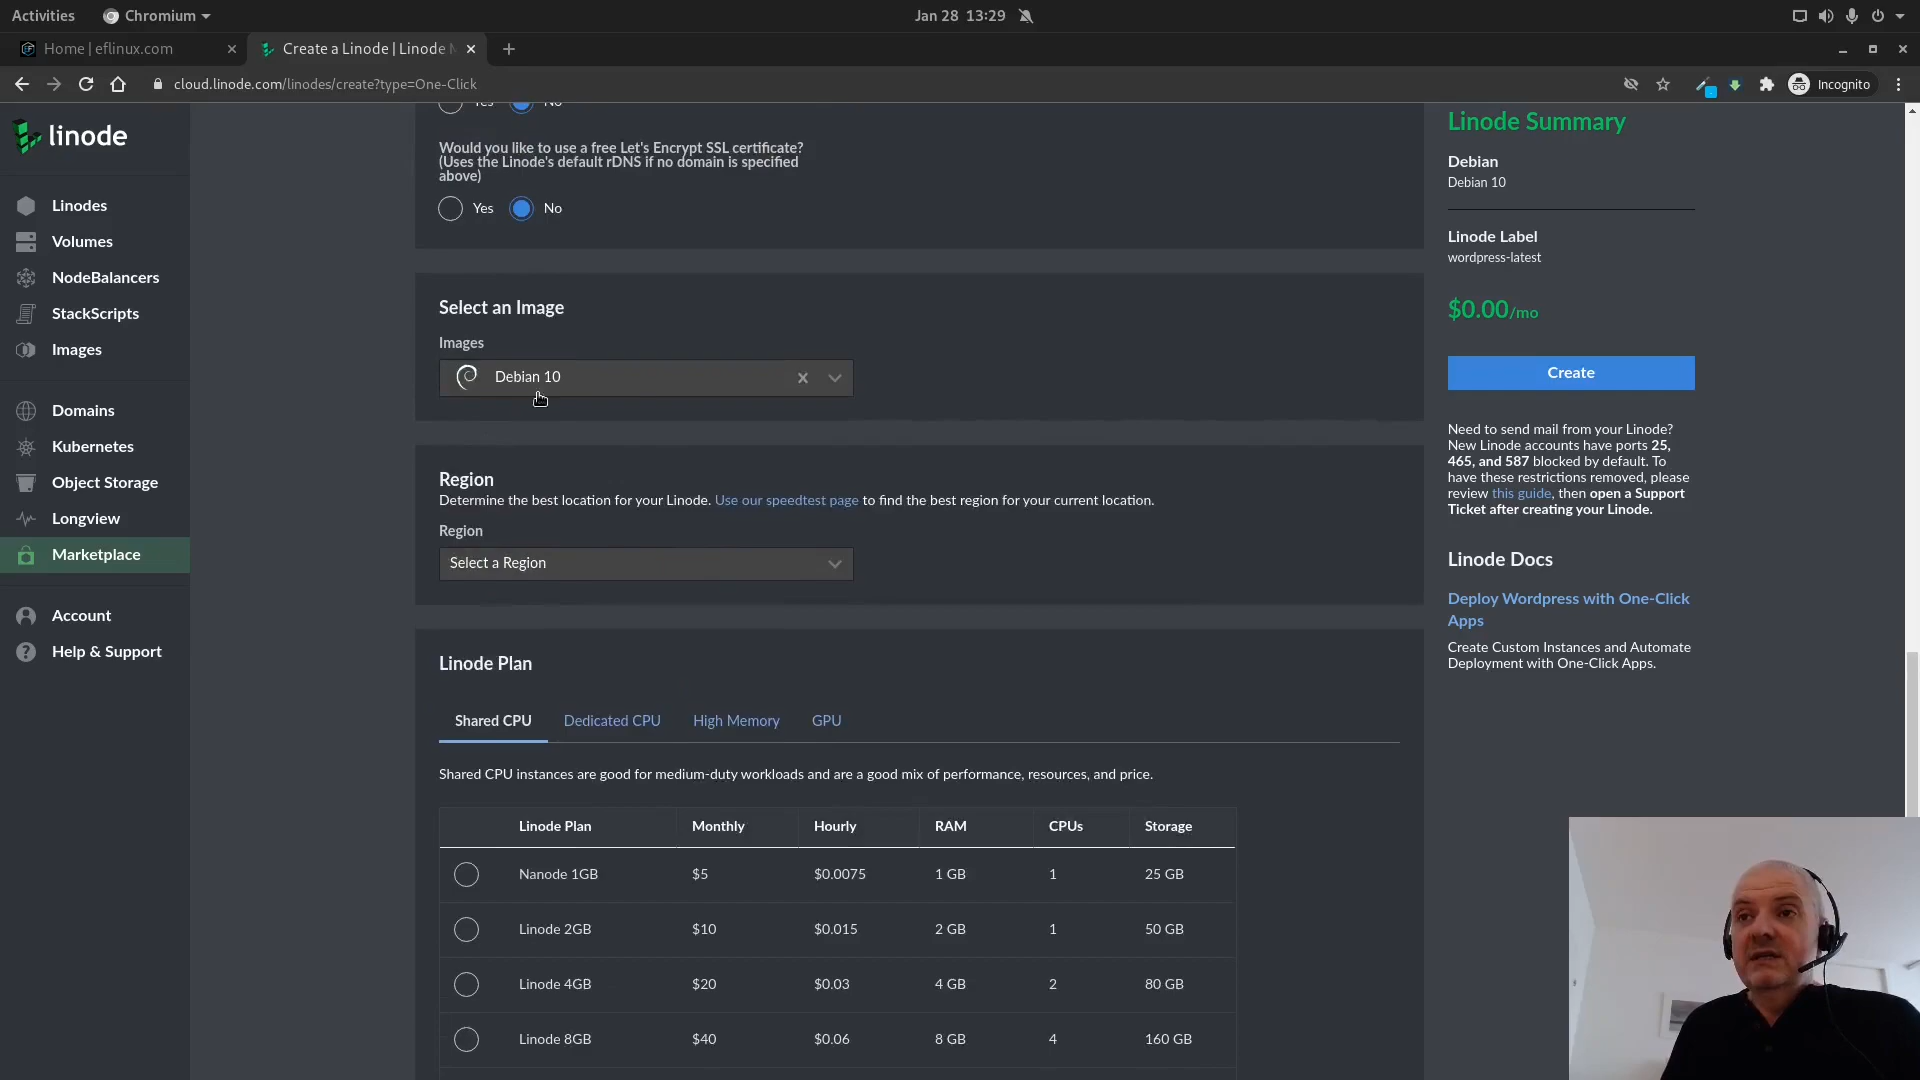 Activities
Chromium
Jan 28 13:29
Home | eflinux.com
Create a Linode | Linode
cloud.linode.com/linodes/create?type=One-Click
Incognito
linode
Linodes
Volumes
NodeBalancers
StackScripts
Images
Domains
Kubernetes
Object Storage
Longview
Marketplace
Account
Help & Support
Yes No
Would you like to use a free Let's Encrypt SSL certificate?
(Uses the Linode's default rDNS if no domain is specified
above)
Yes No
Select an Image
Images
Debian 10
Region
Determine the best location for your Linode. Use our speedtest page to find the best region for your current location.
Region
Select a Region
Linode Plan
Shared CPU Dedicated CPU High Memory GPU
Shared CPU instances are good for medium-duty workloads and are a good mix of performance, resources, and price.
Linode Plan Monthly Hourly RAM CPUs Storage
Nanode 1GB $5 $0.0075 1 GB 1 25 GB
Linode 2GB $10 $0.015 2 GB 1 50 GB
Linode 4GB $20 $0.03 4 GB 2 80 GB
Linode 8GB $40 $0.06 8 GB 4 160 GB
Linode Summary
Debian
Debian 10
Linode Label
wordpress-latest
$0.00/mo
Create
Need to send mail from your Linode?
New Linode accounts have ports 25,
465, and 587 blocked by default. To
have these restrictions removed, please
review this guide, then open a Support
Ticket after creating your Linode.
Linode Docs
Deploy Wordpress with One-Click
Apps
Create Custom Instances and Automate
Deployment with One-Click Apps.